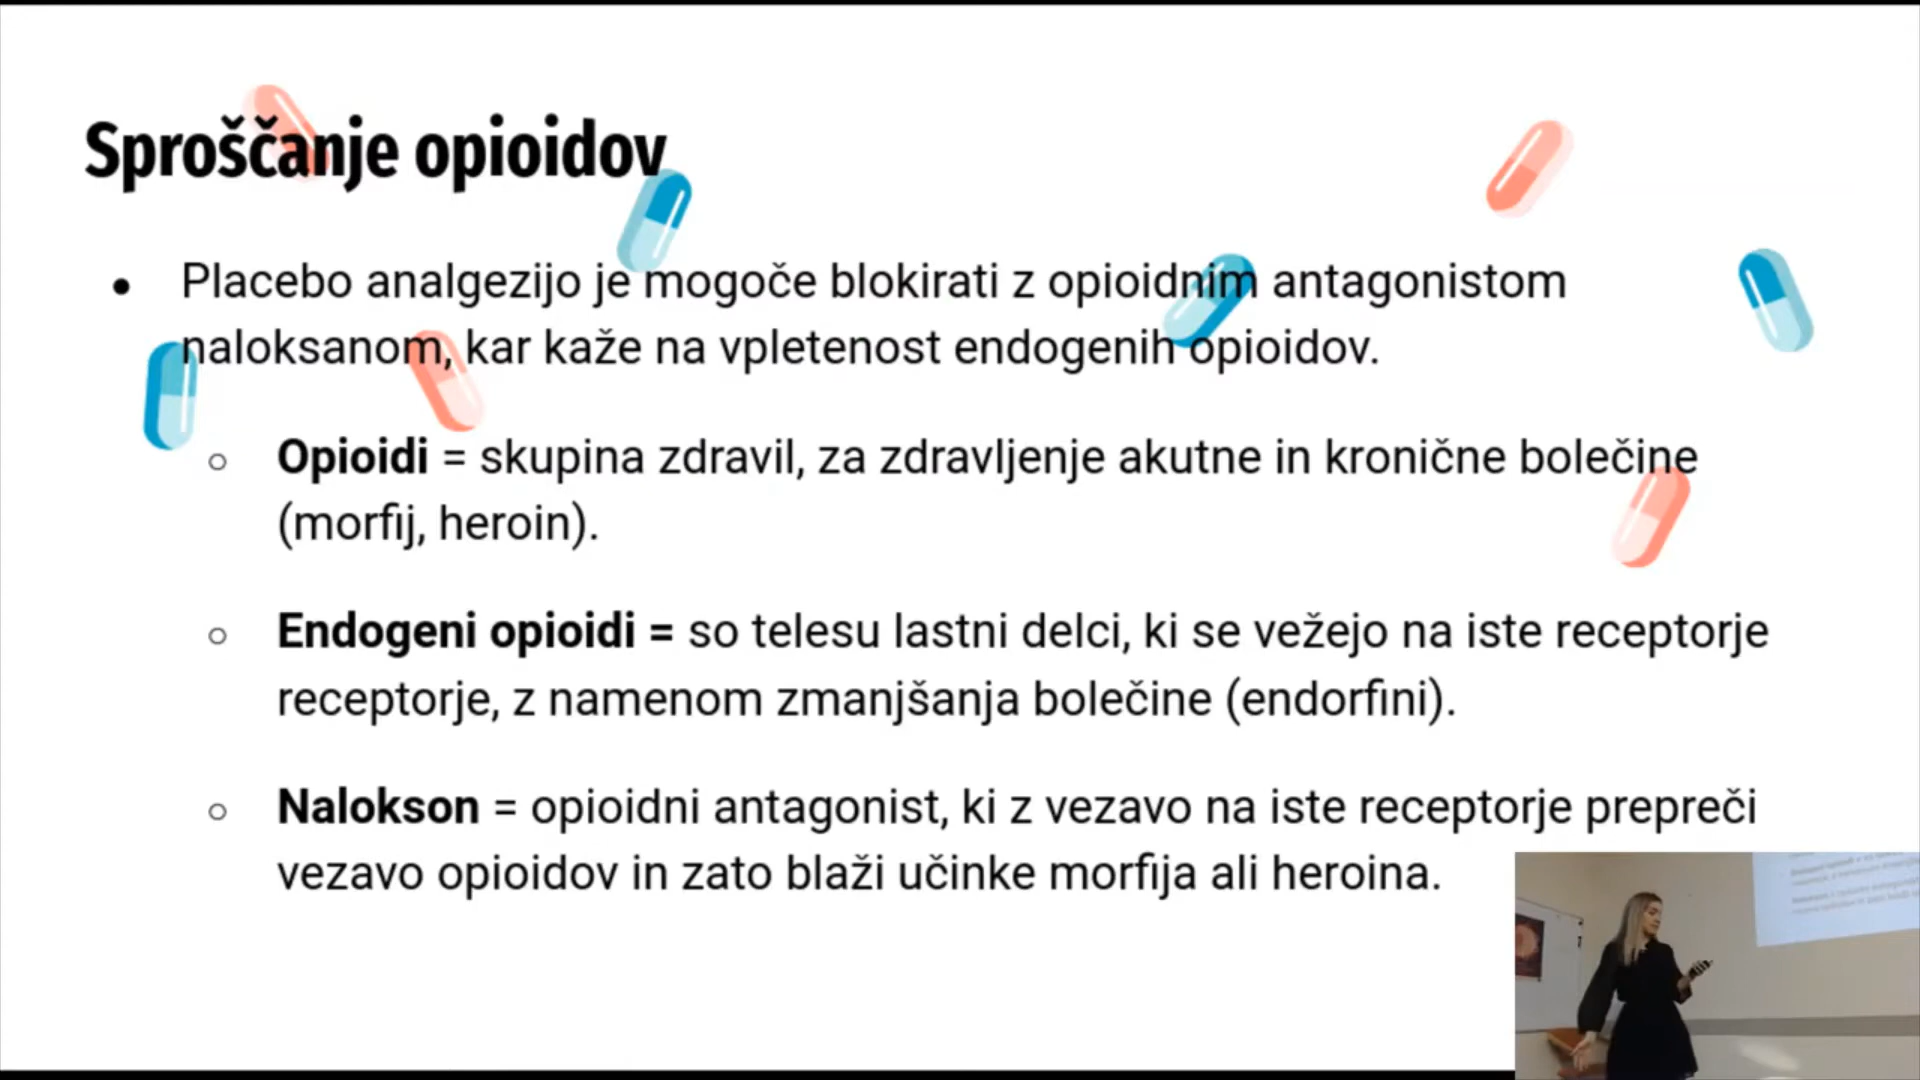 Sproščanje opioidov
Placebo analgezijo je mogoče blokirati z opioidnim antagonistom
naloksanom, kar kaže na vpletenost endogenih opioidov.
Opioidi = skupina zdravil, za zdravljenje akutne in kronične bolečine
(morfij, heroin).
Endogeni opioidi = so telesu lastni delci, ki se vežejo na iste receptorje
receptorje, z namenom zmanjšanja bolečine (endorfini).
Nalokson = opioidni antagonist, ki z vezavo na iste receptorje prepreči
vezavo opioidov in zato blaži učinke morfija ali heroina.